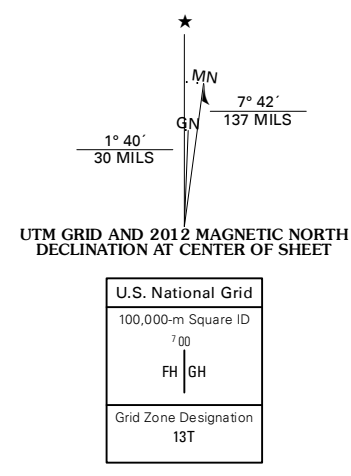 ★
MN
GN
7° 42´
137 MILS
1° 40´
30 MILS
UTM GRID AND 2012 MAGNETIC NORTH
DECLINATION AT CENTER OF SHEET
U.S. National Grid
100,000-m Square ID
⁷00
FH GH
Grid Zone Designation
13T